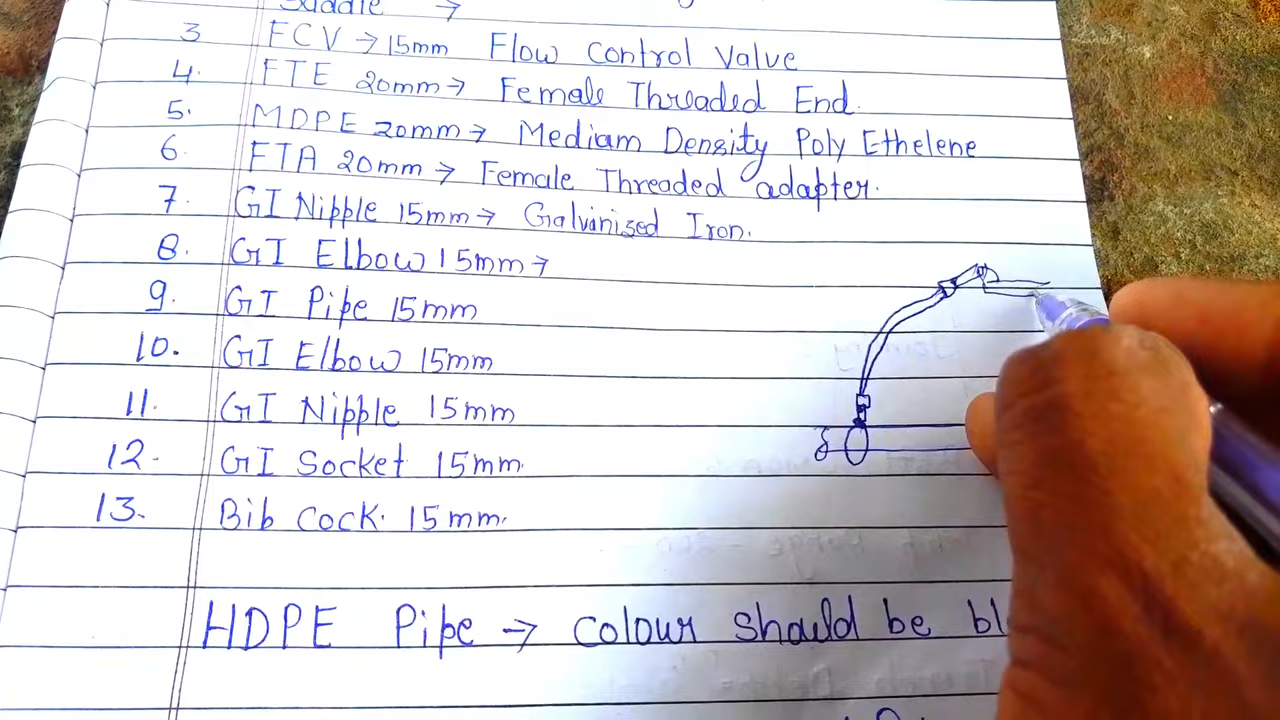 Saddle →
3 FCV → 15mm Flow Control Valve
4. FTE 20mm → Female Threaded End.
5. MDPE 20mm → Mediam Density Poly Ethelene
6. FTA 20mm → Female Threaded adapter.
7. GI Nipple 15mm → Galvanised Iron.
8. GI Elbow 15mm →
9. GI Pipe 15mm
10. GI Elbow 15mm
11. GI Nipple 15mm
12. GI Socket 15mm
13. Bib Cock. 15mm.
HDPE Pipe → colour should be bl